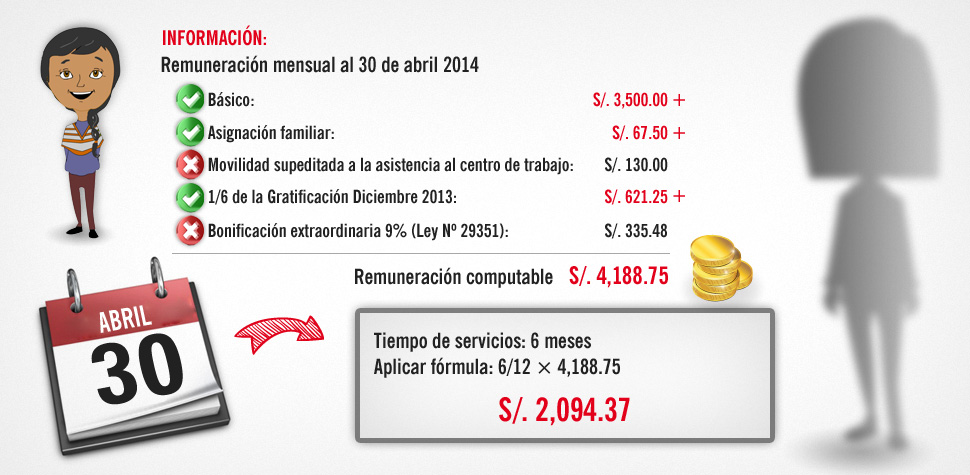 INFORMACIÓN:
Remuneración mensual al 30 de abril 2014
Básico: S/. 3,500.00 +
Asignación familiar: S/. 67.50 +
Movilidad supeditada a la asistencia al centro de trabajo: S/. 130.00
1/6 de la Gratificación Diciembre 2013: S/. 621.25 +
Bonificación extraordinaria 9% (Ley Nº 29351): S/. 335.48
Remuneración computable S/. 4,188.75
ABRIL
30
Tiempo de servicios: 6 meses
Aplicar fórmula: 6/12 × 4,188.75
S/. 2,094.37